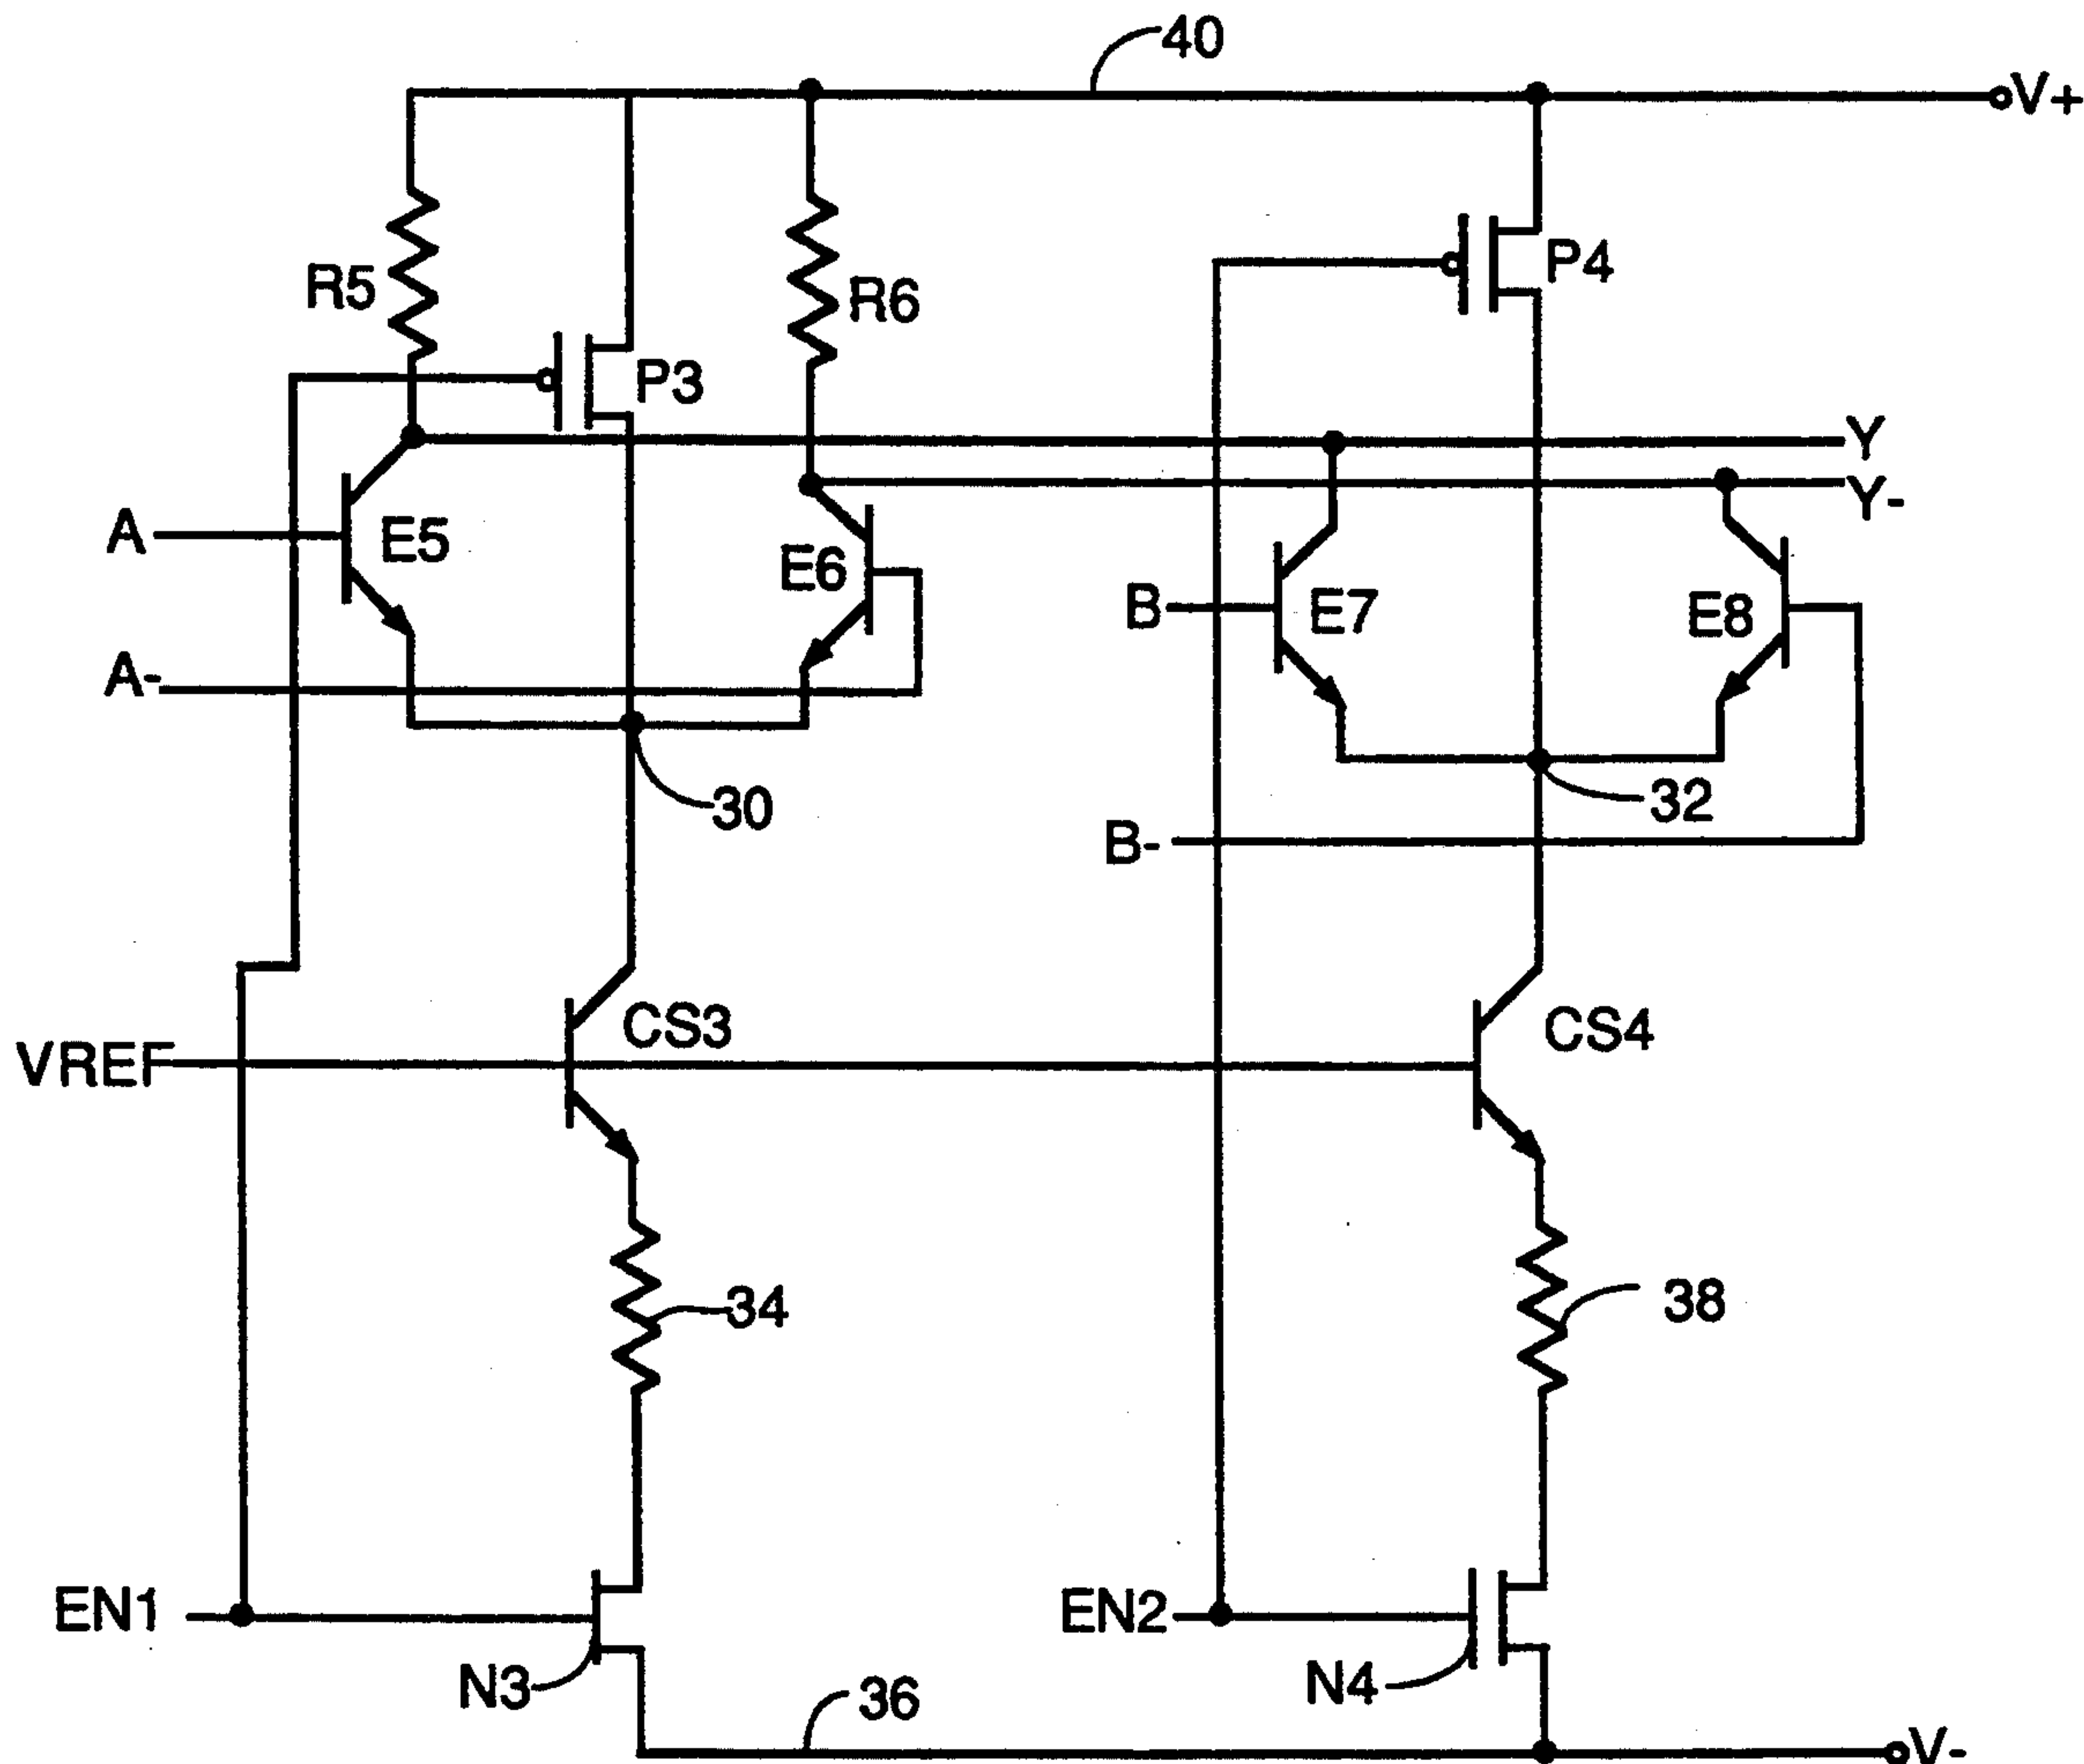 40
V+
R5
R6
P4
P3
Y
Y-
A
E5
E6
B
E7
E8
A-
30
32
B-
CS3
CS4
VREF
34
38
EN1
EN2
N3
N4
36
V-